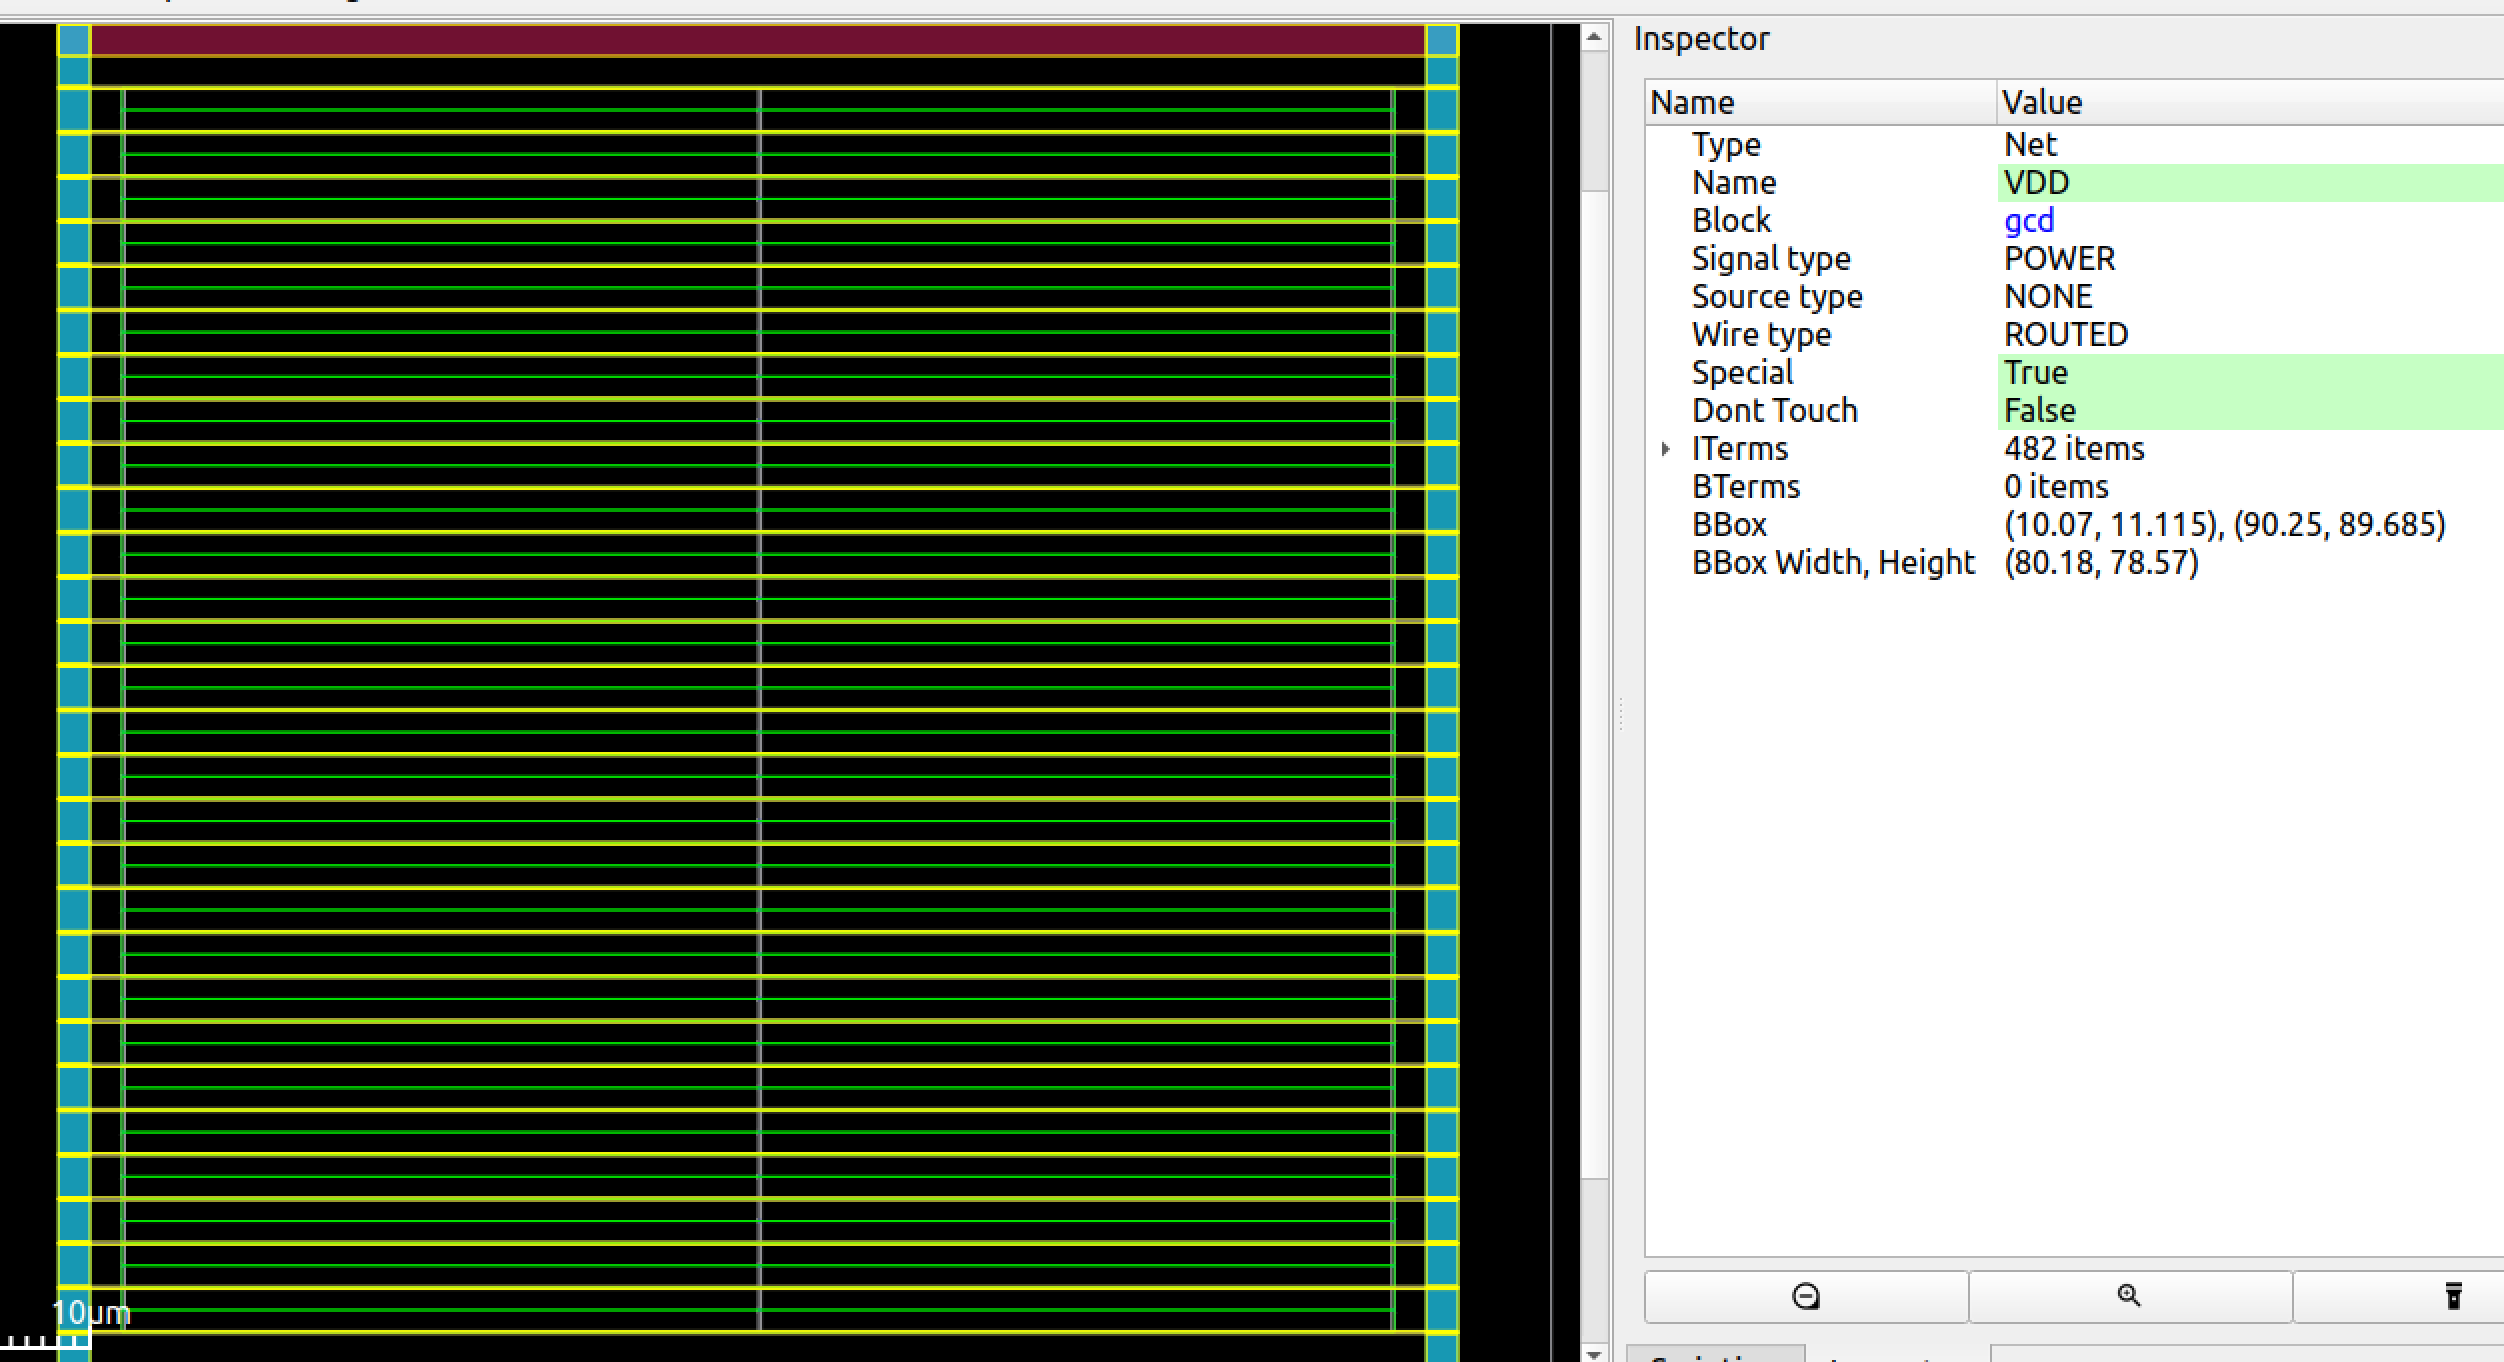 Inspector
Name Value
Type Net
Name VDD
Block gcd
Signal type POWER
Source type NONE
Wire type ROUTED
Special True
Dont Touch False
ITerms 482 items
BTerms 0 items
BBox (10.07, 11.115), (90.25, 89.685)
BBox Width, Height (80.18, 78.57)
10um